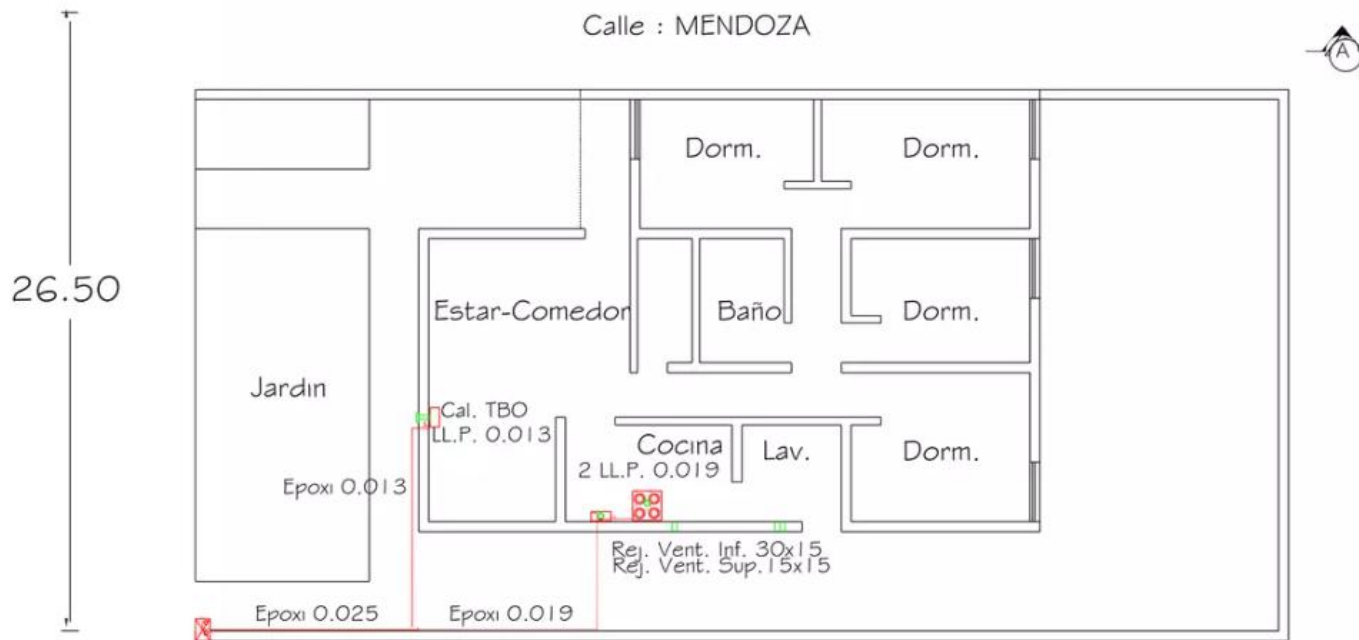 Calle : MENDOZA
A
Dorm.
Dorm.
26.50
Estar-Comedor
Baño
Dorm.
Jardin
Cal. TBO
LL.P. 0.013
Cocina
Lav.
Dorm.
2 LL.P. 0.019
Epoxi 0.013
Rej. Vent. Inf. 30x15
Rej. Vent. Sup.15x15
Epoxi 0.025
Epoxi 0.019